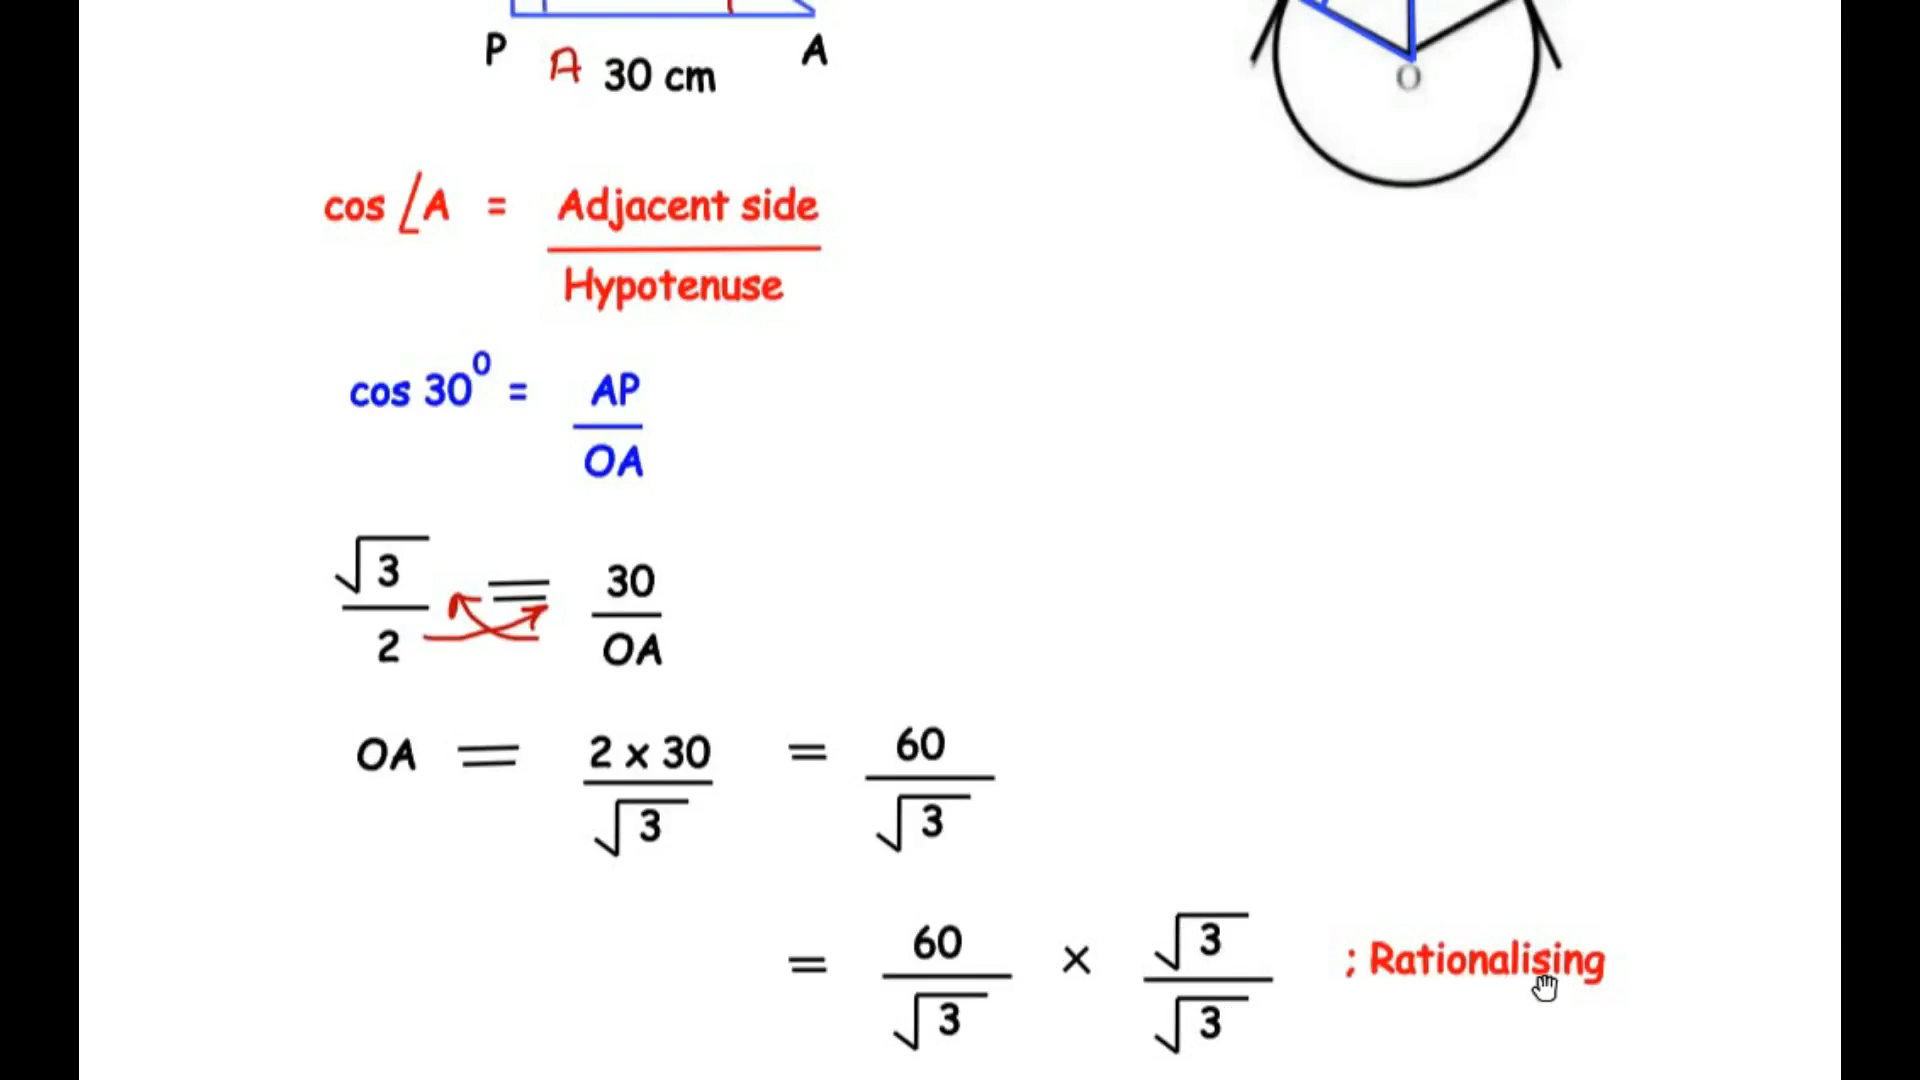 P A 30 cm A
O
cos ∠A = Adjacent side
Hypotenuse
cos 30⁰ = AP
OA
√3 = 30
2 OA
OA = 2 x 30 = 60
√3 √3
= 60 × √3 ; Rationalising
√3 √3